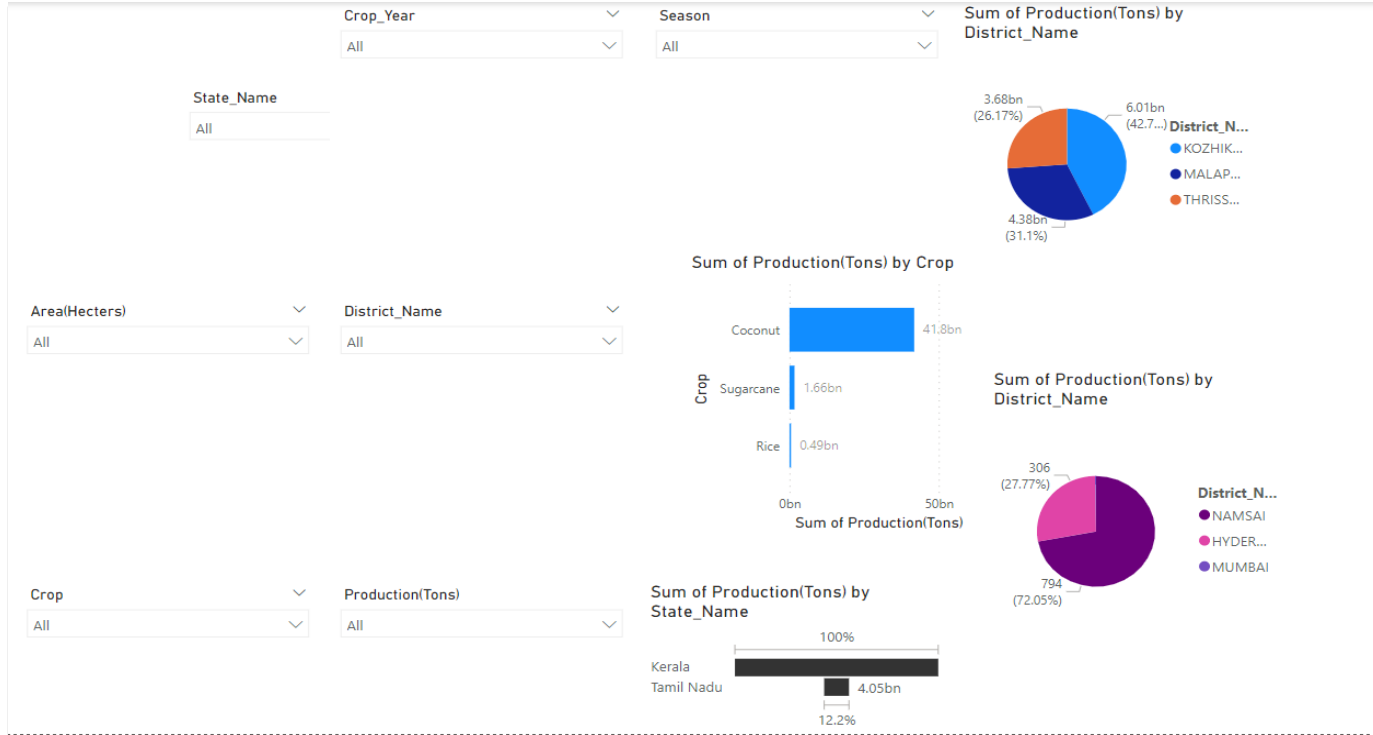 Crop_Year
All
Season
All
Sum of Production(Tons) by
District_Name
State_Name
All
3.68bn
(26.17%)
6.01bn
(42.7...)
District_N...
KOZHIK...
MALAP...
THRISS...
4.38bn
(31.1%)
Sum of Production(Tons) by Crop
Area(Hecters)
All
District_Name
All
Crop
Coconut
41.8bn
Sugarcane
1.66bn
Rice
0.49bn
0bn
50bn
Sum of Production(Tons)
Sum of Production(Tons) by
District_Name
306
(27.77%)
District_N...
NAMSAI
HYDER...
MUMBAI
794
(72.05%)
Crop
All
Production(Tons)
All
Sum of Production(Tons) by
State_Name
100%
Kerala
Tamil Nadu
4.05bn
12.2%